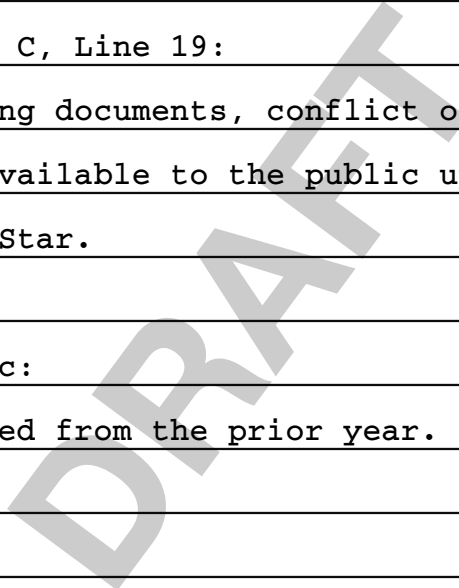 C, Line 19:
ng documents, conflict o
vailable to the public u
Star.
c:
ed from the prior year.
DRAFT